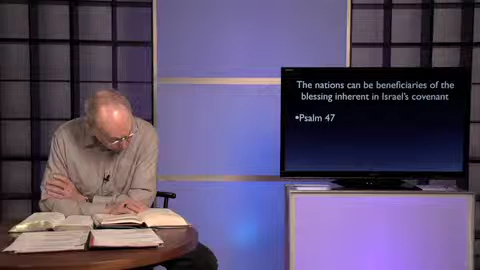 The nations can be beneficiaries of the
blessing inherent in Israel's covenant
•Psalm 47